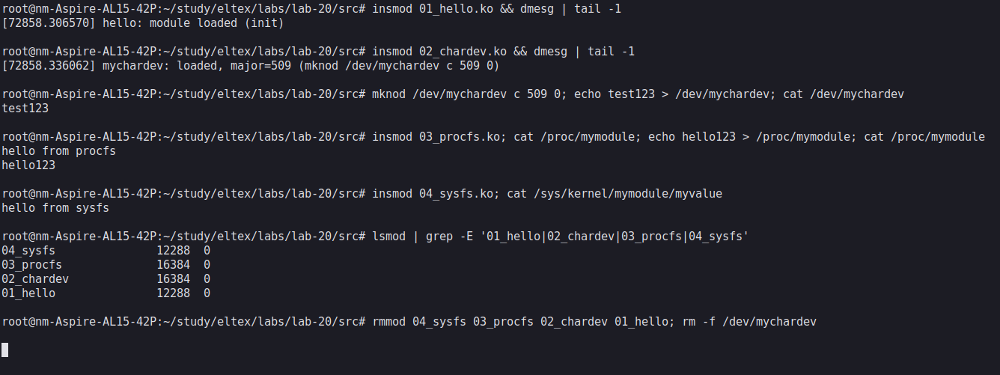 root@nm-Aspire-AL15-42P:~/study/eltex/labs/lab-20/src# insmod 01_hello.ko && dmesg | tail -1
[72858.306570] hello: module loaded (init)
root@nm-Aspire-AL15-42P:~/study/eltex/labs/lab-20/src# insmod 02_chardev.ko && dmesg | tail -1
[72858.336062] mychardev: loaded, major=509 (mknod /dev/mychardev c 509 0)
root@nm-Aspire-AL15-42P:~/study/eltex/labs/lab-20/src# mknod /dev/mychardev c 509 0; echo test123 > /dev/mychardev; cat /dev/mychardev
test123
root@nm-Aspire-AL15-42P:~/study/eltex/labs/lab-20/src# insmod 03_procfs.ko; cat /proc/mymodule; echo hello123 > /proc/mymodule; cat /proc/mymodule
hello from procfs
hello123
root@nm-Aspire-AL15-42P:~/study/eltex/labs/lab-20/src# insmod 04_sysfs.ko; cat /sys/kernel/mymodule/myvalue
hello from sysfs
root@nm-Aspire-AL15-42P:~/study/eltex/labs/lab-20/src# lsmod | grep -E '01_hello|02_chardev|03_procfs|04_sysfs'
04_sysfs               12288  0
03_procfs              16384  0
02_chardev             16384  0
01_hello               12288  0
root@nm-Aspire-AL15-42P:~/study/eltex/labs/lab-20/src# rmmod 04_sysfs 03_procfs 02_chardev 01_hello; rm -f /dev/mychardev